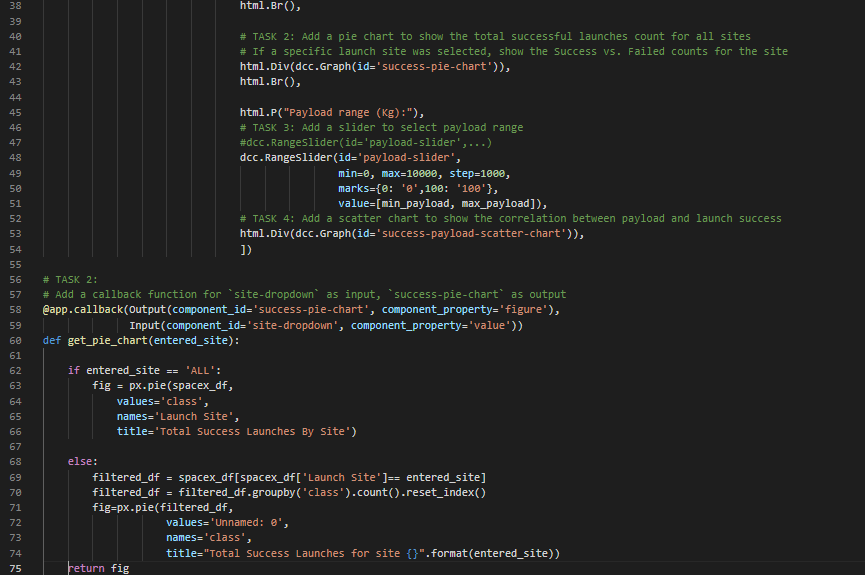 38 html.Br(),
39
40 # TASK 2: Add a pie chart to show the total successful launches count for all sites
41 # If a specific launch site was selected, show the Success vs. Failed counts for the site
42 html.Div(dcc.Graph(id='success-pie-chart')),
43 html.Br(),
44
45 html.P("Payload range (Kg):"),
46 # TASK 3: Add a slider to select payload range
47 #dcc.RangeSlider(id='payload-slider',...)
48 dcc.RangeSlider(id='payload-slider',
49 min=0, max=10000, step=1000,
50 marks={0: '0',100: '100'},
51 value=[min_payload, max_payload]),
52 # TASK 4: Add a scatter chart to show the correlation between payload and launch success
53 html.Div(dcc.Graph(id='success-payload-scatter-chart')),
54 ])
55
56 # TASK 2:
57 # Add a callback function for `site-dropdown` as input, `success-pie-chart` as output
58 @app.callback(Output(component_id='success-pie-chart', component_property='figure'),
59 Input(component_id='site-dropdown', component_property='value'))
60 def get_pie_chart(entered_site):
61
62 if entered_site == 'ALL':
63 fig = px.pie(spacex_df,
64 values='class',
65 names='Launch Site',
66 title='Total Success Launches By Site')
67
68 else:
69 filtered_df = spacex_df[spacex_df['Launch Site']== entered_site]
70 filtered_df = filtered_df.groupby('class').count().reset_index()
71 fig=px.pie(filtered_df,
72 values='Unnamed: 0',
73 names='class',
74 title="Total Success Launches for site {}".format(entered_site))
75 return fig